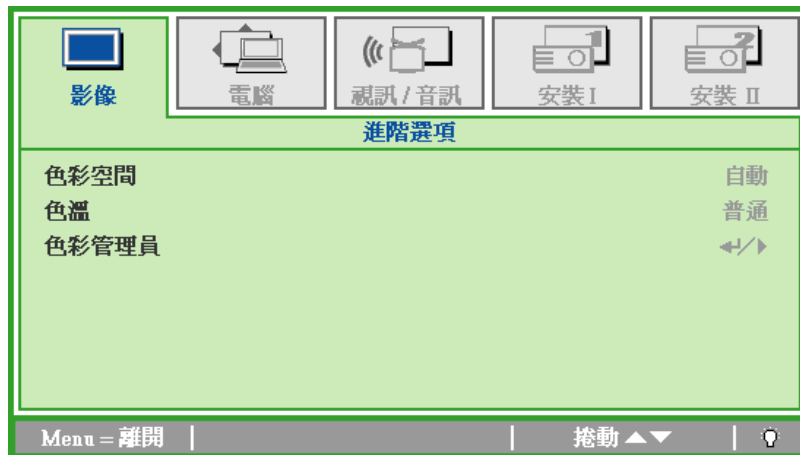 影像
電腦
視訊 / 音訊
安裝 I
安裝 II
進階選項
色彩空間 自動
色溫 普通
色彩管理員
Menu = 離開 捲動